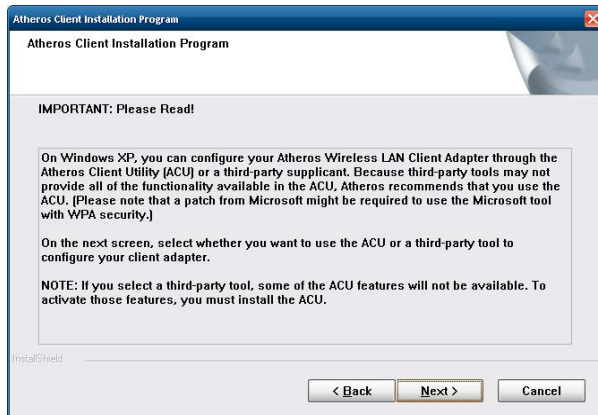 Atheros Client Installation Program
Atheros Client Installation Program
IMPORTANT: Please Read!
On Windows XP, you can configure your Atheros Wireless LAN Client Adapter through the
Atheros Client Utility (ACU) or a third-party supplicant. Because third-party tools may not
provide all of the functionality available in the ACU, Atheros recommends that you use the
ACU. (Please note that a patch from Microsoft might be required to use the Microsoft tool
with WPA security.)
On the next screen, select whether you want to use the ACU or a third-party tool to
configure your client adapter.
NOTE: If you select a third-party tool, some of the ACU features will not be available. To
activate those features, you must install the ACU.
InstallShield
< Back
Next >
Cancel